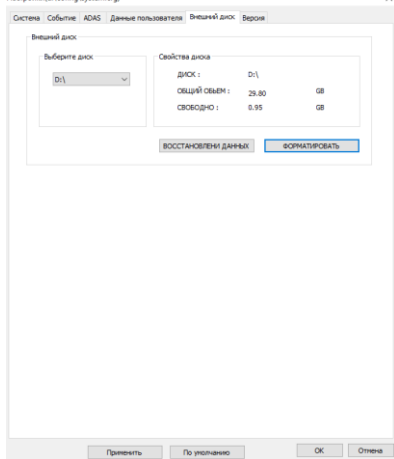 Система Событие ADAS Данные пользователя Внешний диск Версия
Внешний диск
Выберите диск
D:\
Свойства диска
ДИСК : D:\
ОБЩИЙ ОБЬЕМ : 29.80 GB
СВОБОДНО : 0.95 GB
ВОССТАНОВЛЕНИ ДАННЫХ ФОРМАТИРОВАТЬ
Применить По умолчанию OK Отмена